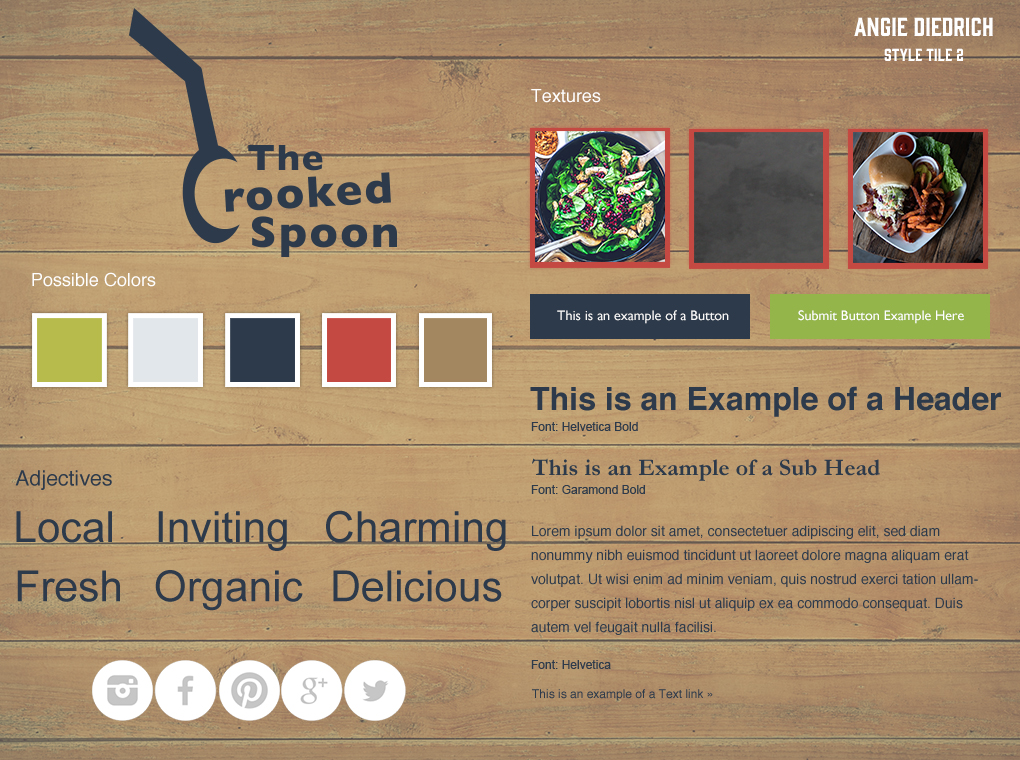 ANGIE DIEDRICH
STYLE TILE 2
The
Crooked
Spoon
Possible Colors
Adjectives
Local Inviting Charming
Fresh Organic Delicious
f
g+
Textures
This is an example of a Button
Submit Button Example Here
This is an Example of a Header
Font: Helvetica Bold
This is an Example of a Sub Head
Font: Garamond Bold
Lorem ipsum dolor sit amet, consectetuer adipiscing elit, sed diam
nonummy nibh euismod tincidunt ut laoreet dolore magna aliquam erat
volutpat. Ut wisi enim ad minim veniam, quis nostrud exerci tation ullam-
corper suscipit lobortis nisl ut aliquip ex ea commodo consequat. Duis
autem vel feugait nulla facilisi.
Font: Helvetica
This is an example of a Text link »